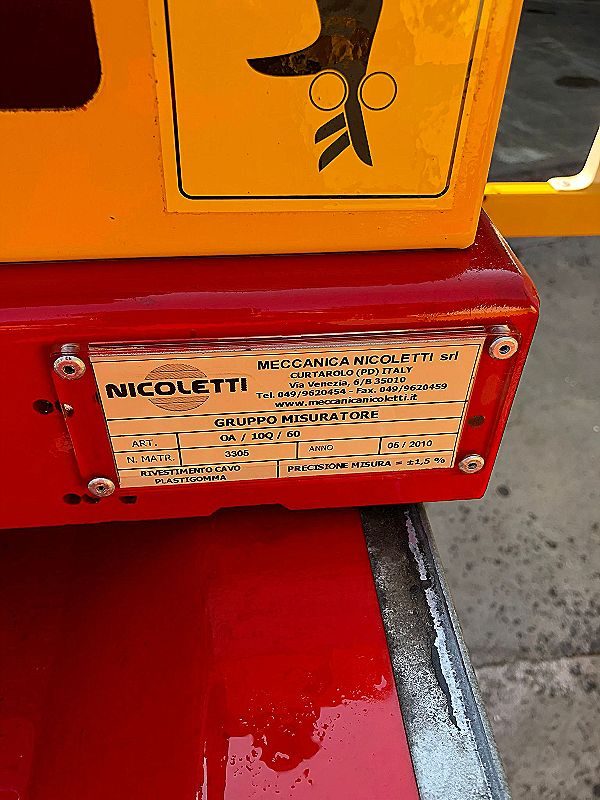 NICOLETTI
MECCANICA NICOLETTI srl
CURTAROLO (PD) ITALY
Via Venezia, 6/B 35010
Tel. 049/9620454 - Fax. 049/9620459
www.meccanicanicoletti.it
GRUPPO MISURATORE
ART. OA / 10Q / 60
N. MATR. 3305 ANNO 05 / 2010
RIVESTIMENTO CAVO PRECISIONE MISURA = ±1,5 %
PLASTIGOMMA